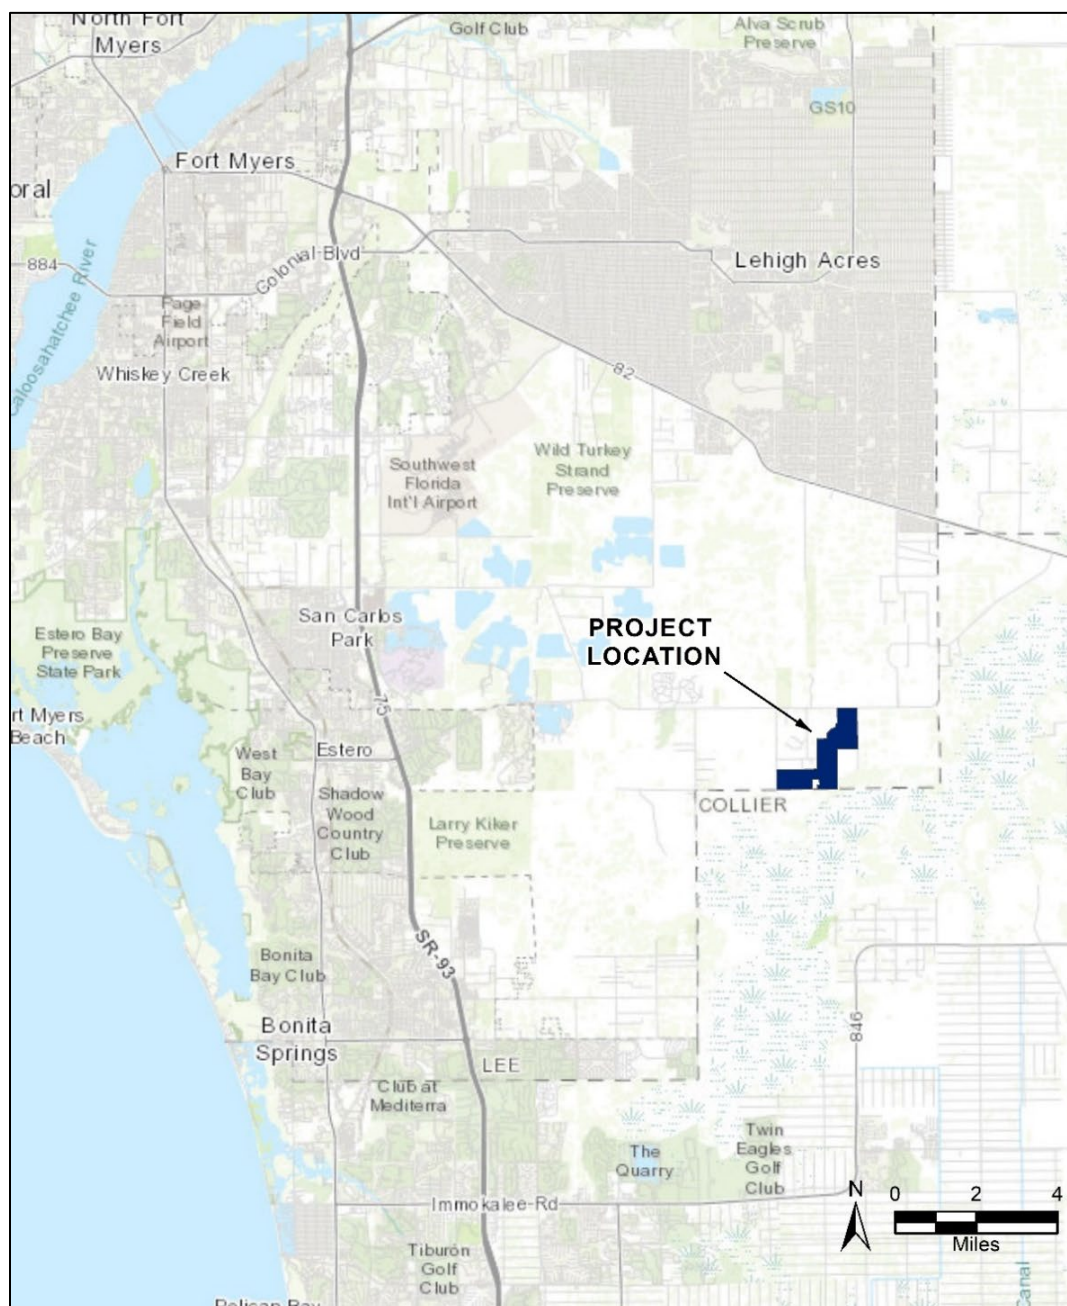 North Fort
Myers
Golf Club
Alva Scrub
Preserve
GS10
Fort Myers
oral
Lehigh Acres
Colonial-Blvd
884
Caloosahatchee River
Page
Field
Airport
Whiskey Creek
82
Southwest
Florida
Int'l Airport
Wild Turkey
Strand
Preserve
San Carlos
Park
PROJECT
LOCATION
Estero Bay
Preserve
State Park
75
rt Myers
Beach
West
Bay
Club
Estero
Shadow
Wood
Country
Club
COLLIER
Larry Kiker
Preserve
SR-93
Bonita
Bay Club
846
Bonita
Springs
LEE
Club at
Mediterra
The
Quarry
Twin
Eagles
Golf
Club
N
0 2 4
Miles
Immokalee-Rd
Tiburón
Golf
Club
Canal
Pelican Bay